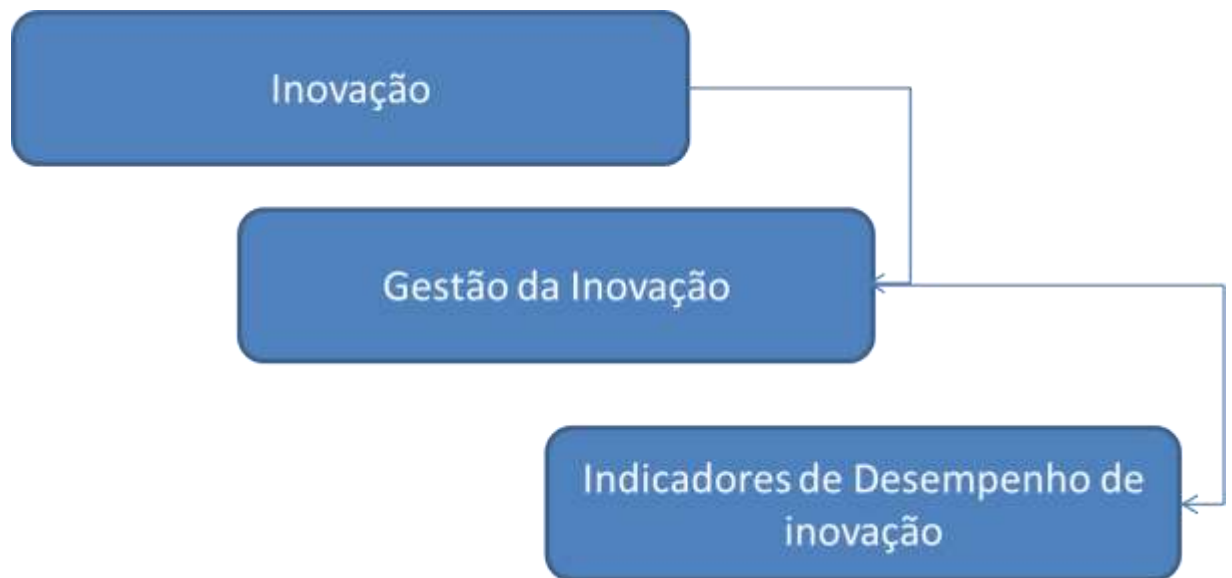 Inovação
Gestão da Inovação
Indicadores de Desempenho de
inovação